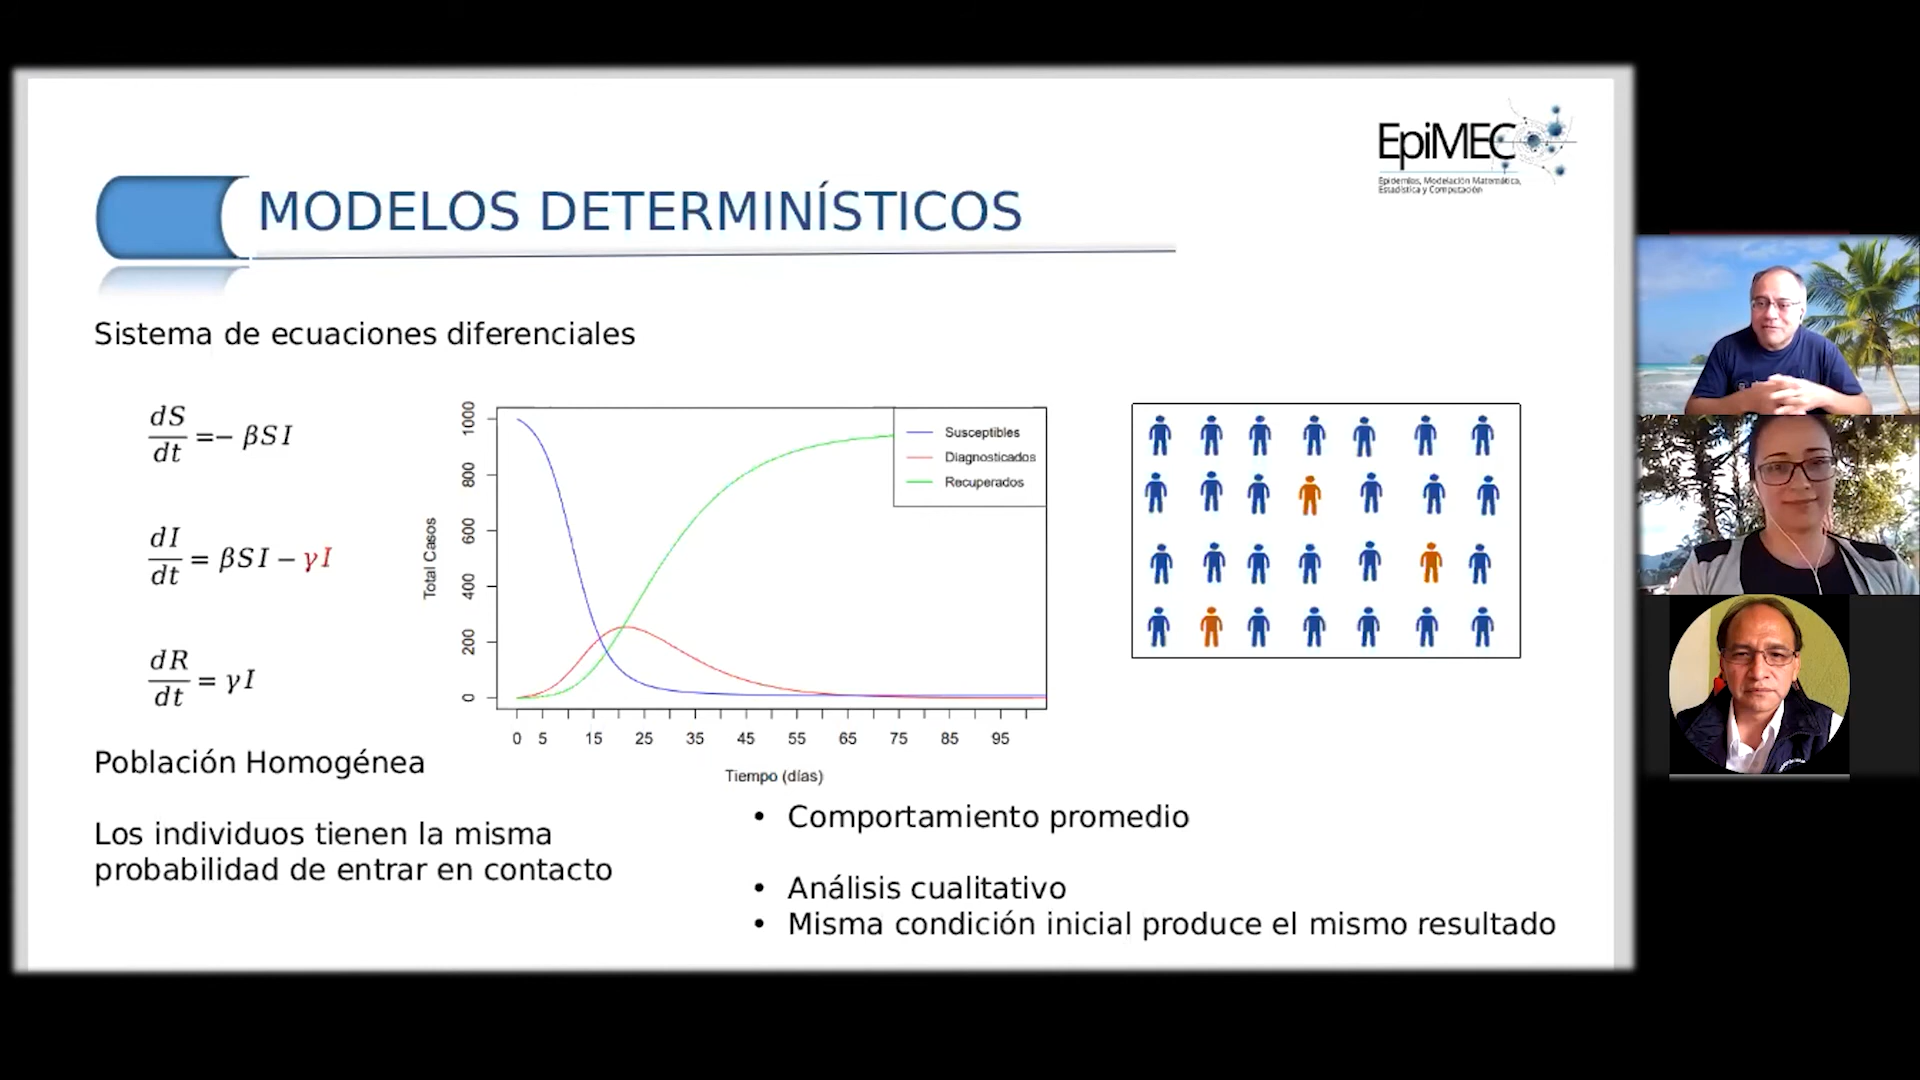 EpiMEC
Epidemias, Modelación Matemática,
Estadística y Computación
MODELOS DETERMINÍSTICOS
Sistema de ecuaciones diferenciales
dS/dt =− βSI
dI/dt = βSI − γI
dR/dt = γI
Total Casos
1000
800
600
400
200
0
Susceptibles
Diagnosticados
Recuperados
0 5 15 25 35 45 55 65 75 85 95
Tiempo (días)
Población Homogénea
Los individuos tienen la misma
probabilidad de entrar en contacto
• Comportamiento promedio
• Análisis cualitativo
• Misma condición inicial produce el mismo resultado